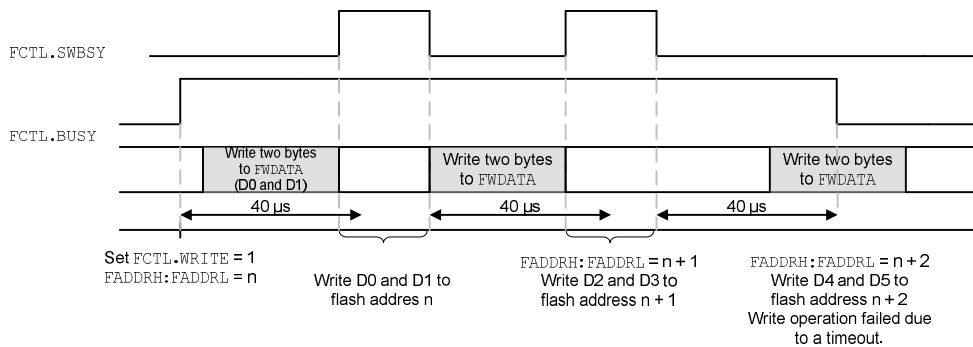 FCTL.SWBSY
FCTL.BUSY
Write two bytes
to FWDATA
(D0 and D1)
Write two bytes
to FWDATA
Write two bytes
to FWDATA
40 µs
40 µs
40 µs
Set FCTL.WRITE = 1
FADDRH:FADDRL = n
Write D0 and D1 to
flash addres n
FADDRH:FADDRL = n + 1
Write D2 and D3 to
flash address n + 1
FADDRH:FADDRL = n + 2
Write D4 and D5 to
flash address n + 2
Write operation failed due
to a timeout.